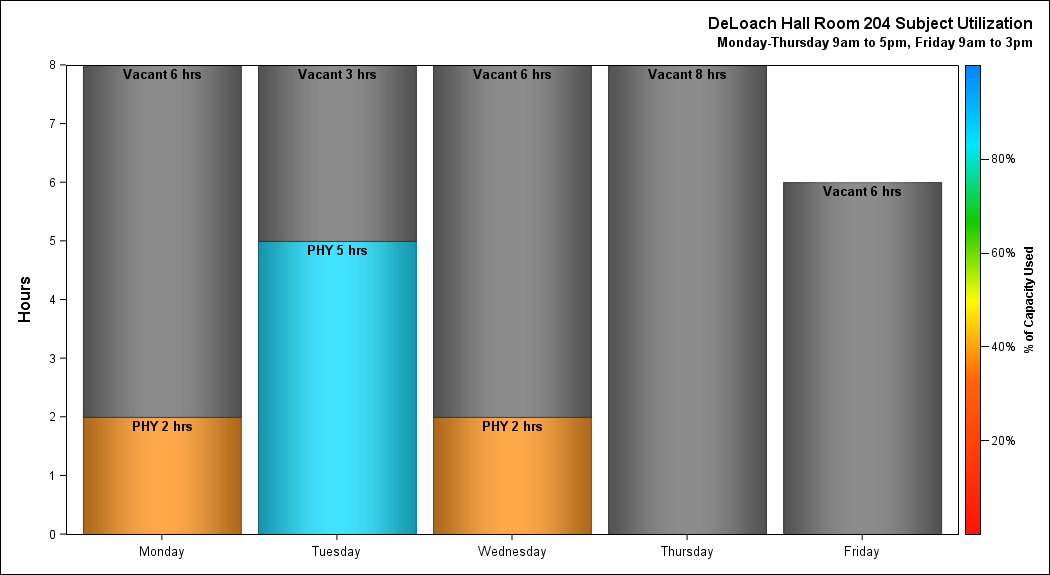 DeLoach Hall Room 204 Subject Utilization
Monday-Thursday 9am to 5pm, Friday 9am to 3pm
Hours
8
7
6
5
4
3
2
1
0
Vacant 6 hrs
PHY 2 hrs
Vacant 3 hrs
PHY 5 hrs
Vacant 6 hrs
PHY 2 hrs
Vacant 8 hrs
Vacant 6 hrs
Monday
Tuesday
Wednesday
Thursday
Friday
80%
60%
40%
20%
% of Capacity Used